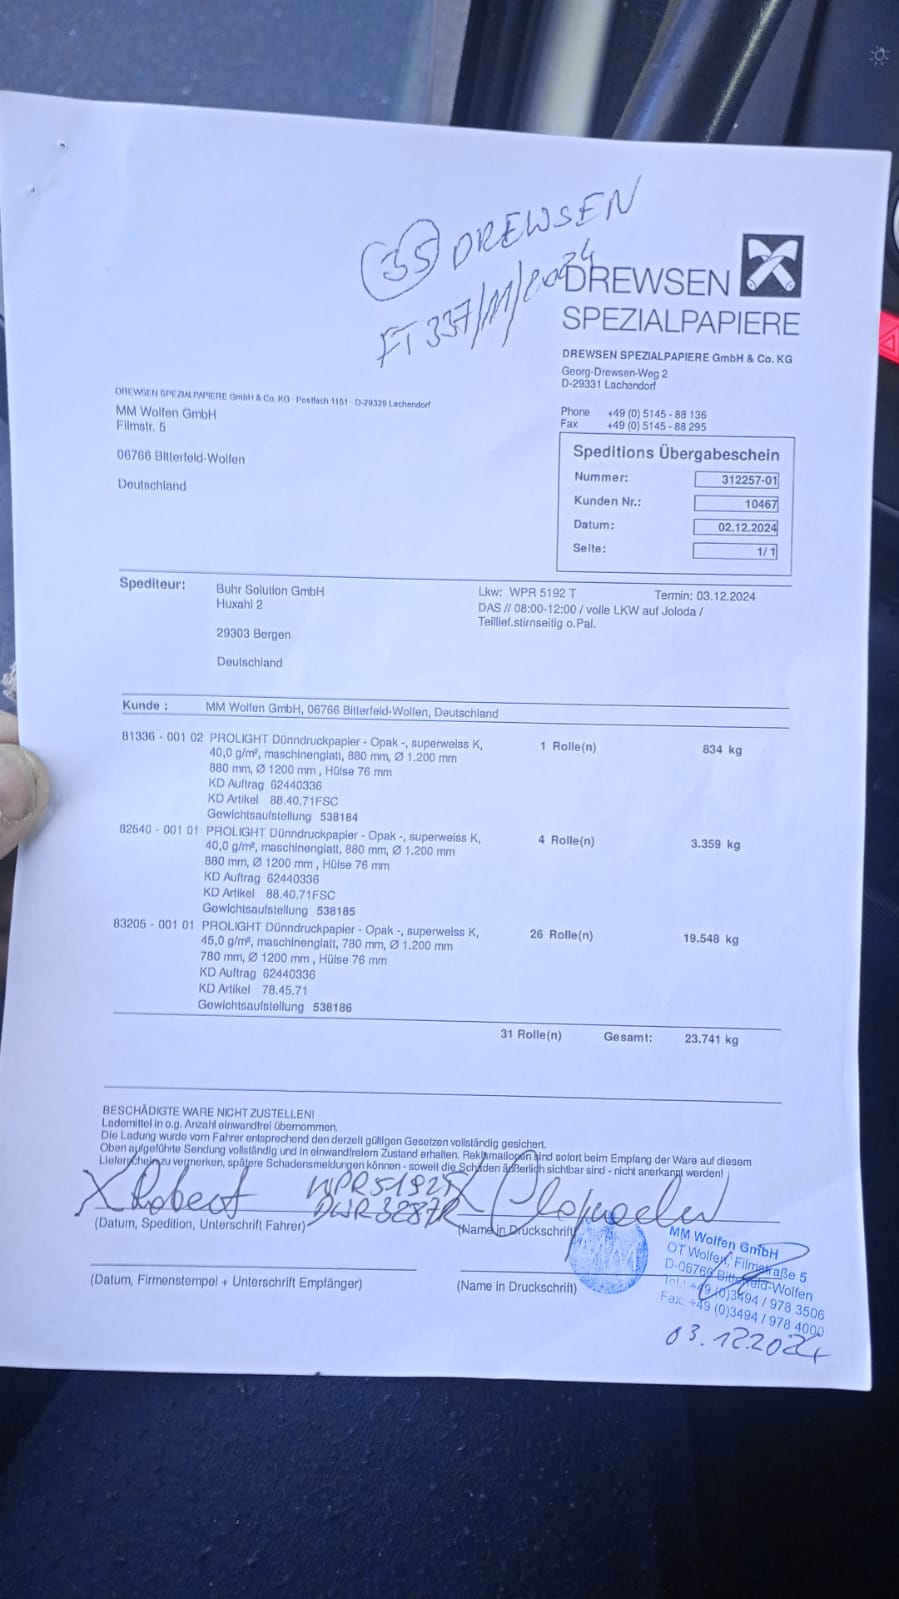 35 DREWSEN
FT 337/11/2024
DREWSEN
SPEZIALPAPIERE
DREWSEN SPEZIALPAPIERE GmbH & Co. KG
Georg-Drewsen-Weg 2
D-29331 Lachendorf
Phone +49 (0) 5145 - 88 136
Fax +49 (0) 5145 - 88 295
DREWSEN SPEZIALPAPIERE GmbH & Co. KG · Postfach 1151 · D-29329 Lachendorf
MM Wolfen GmbH
Filmstr. 5
06766 Bitterfeld-Wolfen
Deutschland
Speditions Übergabeschein
Nummer: 312257-01
Kunden Nr.: 10467
Datum: 02.12.2024
Seite: 1/ 1
Spediteur: Buhr Solution GmbH
Huxahl 2
29303 Bergen
Deutschland
Lkw: WPR 5192 T Termin: 03.12.2024
DAS // 08:00-12:00 / volle LKW auf Joloda /
Teillief.stirnseitig o.Pal.
Kunde : MM Wolfen GmbH, 06766 Bitterfeld-Wolfen, Deutschland
81336 - 001 02 PROLIGHT Dünndruckpapier - Opak -, superweiss K, 1 Rolle(n) 834 kg
40,0 g/m², maschinenglatt, 880 mm, Ø 1.200 mm
880 mm, Ø 1200 mm , Hülse 76 mm
KD Auftrag 62440336
KD Artikel 88.40.71FSC
Gewichtsaufstellung 538184
82540 - 001 01 PROLIGHT Dünndruckpapier - Opak -, superweiss K, 4 Rolle(n) 3.359 kg
40,0 g/m², maschinenglatt, 880 mm, Ø 1.200 mm
880 mm, Ø 1200 mm , Hülse 76 mm
KD Auftrag 62440336
KD Artikel 88.40.71FSC
Gewichtsaufstellung 538185
83205 - 001 01 PROLIGHT Dünndruckpapier - Opak -, superweiss K, 26 Rolle(n) 19.548 kg
45,0 g/m², maschinenglatt, 780 mm, Ø 1.200 mm
780 mm, Ø 1200 mm , Hülse 76 mm
KD Auftrag 62440336
KD Artikel 78.45.71
Gewichtsaufstellung 538186
31 Rolle(n) Gesamt: 23.741 kg
BESCHÄDIGTE WARE NICHT ZUSTELLEN!
Lademittel in o.g. Anzahl einwandfrei übernommen.
Die Ladung wurde vom Fahrer entsprechend den derzeit gültigen Gesetzen vollständig gesichert.
Oben aufgeführte Sendung vollständig und in einwandfreiem Zustand erhalten. Reklamationen sind sofort beim Empfang der Ware auf diesem
Lieferschein zu vermerken, spätere Schadensmeldungen können - soweit die Schäden äußerlich sichtbar sind - nicht anerkannt werden!
X Robert WPR5192T X
DWR3287R
(Datum, Spedition, Unterschrift Fahrer) (Name in Druckschrift)
(Datum, Firmenstempel + Unterschrift Empfänger) (Name in Druckschrift)
MM Wolfen GmbH
OT Wolfen, Filmstraße 5
D-06766 Bitterfeld-Wolfen
Tel.: +49 (0)3494 / 978 3506
Fax: +49 (0)3494 / 978 4000
03.12.2024